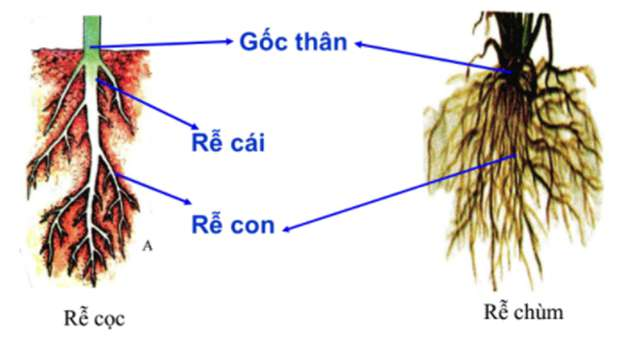 Gốc thân
Rễ cái
Rễ con
A
Rễ cọc
Rễ chùm